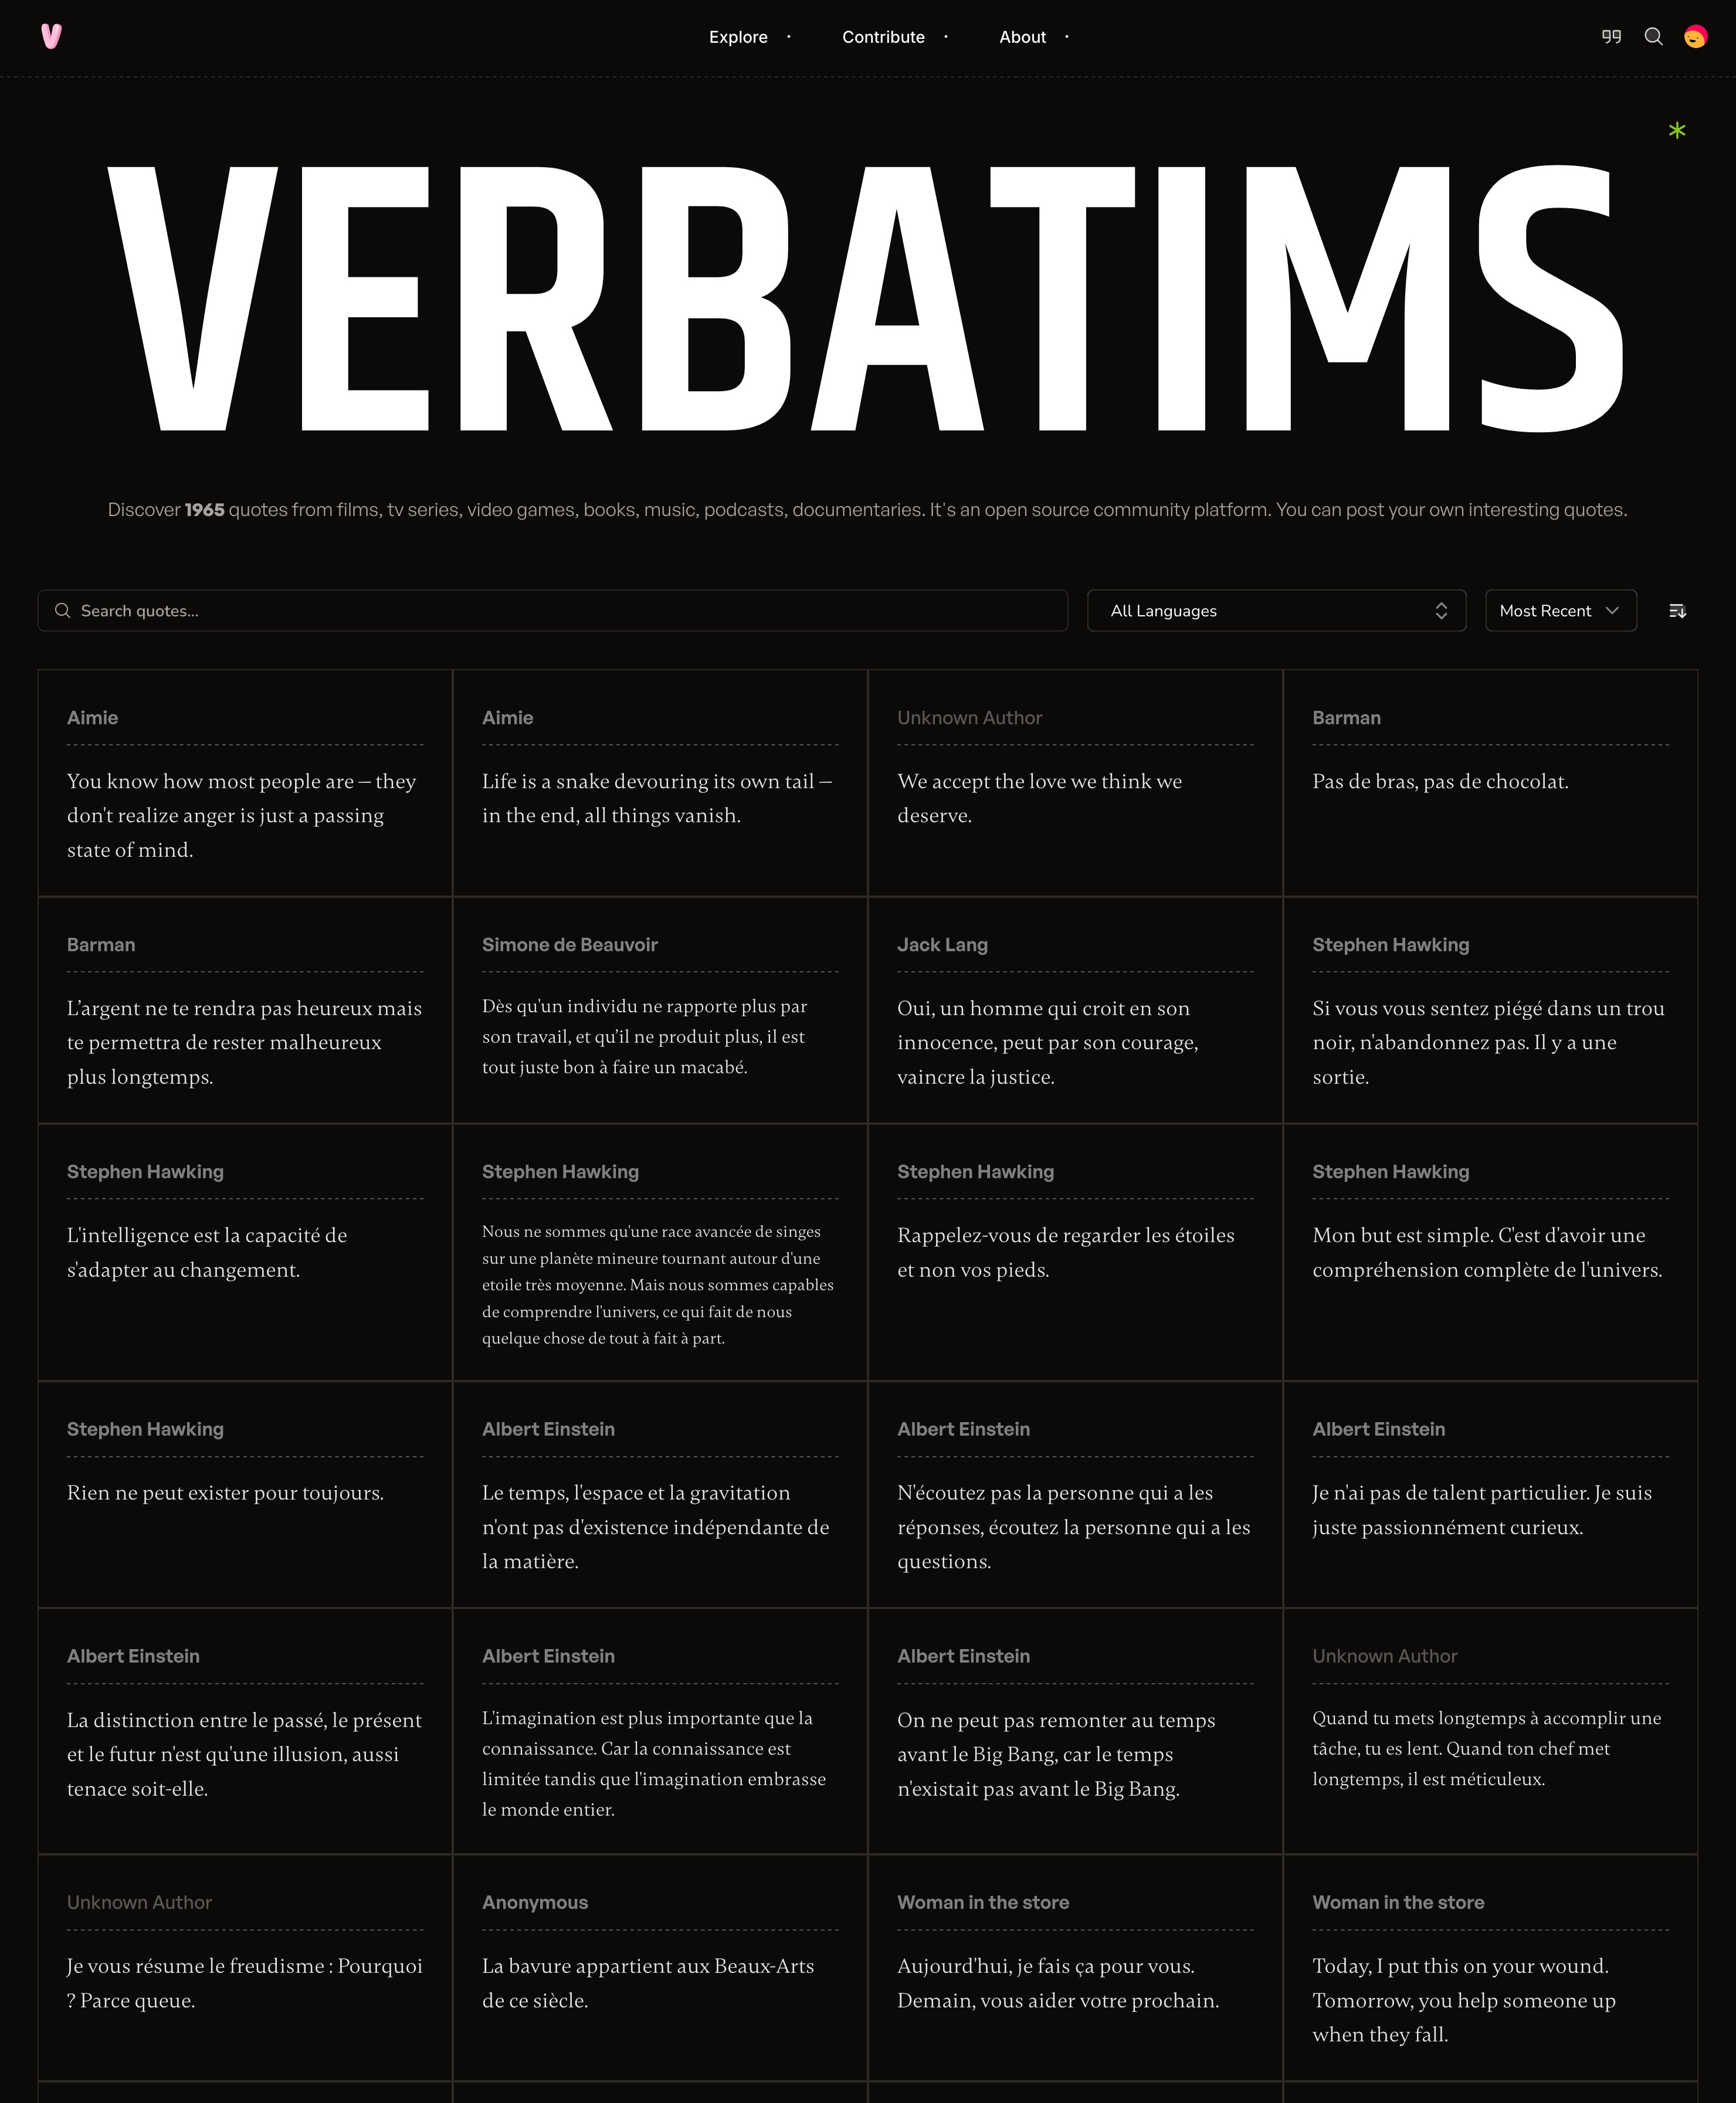 V
Explore · Contribute · About ·
*
VERBATIMS
Discover 1965 quotes from films, tv series, video games, books, music, podcasts, documentaries. It's an open source community platform. You can post your own interesting quotes.
Search quotes...
All Languages
Most Recent
Aimie
You know how most people are – they
don't realize anger is just a passing
state of mind.
Aimie
Life is a snake devouring its own tail –
in the end, all things vanish.
Unknown Author
We accept the love we think we
deserve.
Barman
Pas de bras, pas de chocolat.
Barman
L’argent ne te rendra pas heureux mais
te permettra de rester malheureux
plus longtemps.
Simone de Beauvoir
Dès qu'un individu ne rapporte plus par
son travail, et qu’il ne produit plus, il est
tout juste bon à faire un macabé.
Jack Lang
Oui, un homme qui croit en son
innocence, peut par son courage,
vaincre la justice.
Stephen Hawking
Si vous vous sentez piégé dans un trou
noir, n'abandonnez pas. Il y a une
sortie.
Stephen Hawking
L'intelligence est la capacité de
s'adapter au changement.
Stephen Hawking
Nous ne sommes qu'une race avancée de singes
sur une planète mineure tournant autour d'une
etoile très moyenne. Mais nous sommes capables
de comprendre l'univers, ce qui fait de nous
quelque chose de tout à fait à part.
Stephen Hawking
Rappelez-vous de regarder les étoiles
et non vos pieds.
Stephen Hawking
Mon but est simple. C'est d'avoir une
compréhension complète de l'univers.
Stephen Hawking
Rien ne peut exister pour toujours.
Albert Einstein
Le temps, l'espace et la gravitation
n'ont pas d'existence indépendante de
la matière.
Albert Einstein
N'écoutez pas la personne qui a les
réponses, écoutez la personne qui a les
questions.
Albert Einstein
Je n'ai pas de talent particulier. Je suis
juste passionnément curieux.
Albert Einstein
La distinction entre le passé, le présent
et le futur n'est qu'une illusion, aussi
tenace soit-elle.
Albert Einstein
L'imagination est plus importante que la
connaissance. Car la connaissance est
limitée tandis que l'imagination embrasse
le monde entier.
Albert Einstein
On ne peut pas remonter au temps
avant le Big Bang, car le temps
n'existait pas avant le Big Bang.
Unknown Author
Quand tu mets longtemps à accomplir une
tâche, tu es lent. Quand ton chef met
longtemps, il est méticuleux.
Unknown Author
Je vous résume le freudisme : Pourquoi
? Parce queue.
Anonymous
La bavure appartient aux Beaux-Arts
de ce siècle.
Woman in the store
Aujourd'hui, je fais ça pour vous.
Demain, vous aider votre prochain.
Woman in the store
Today, I put this on your wound.
Tomorrow, you help someone up
when they fall.